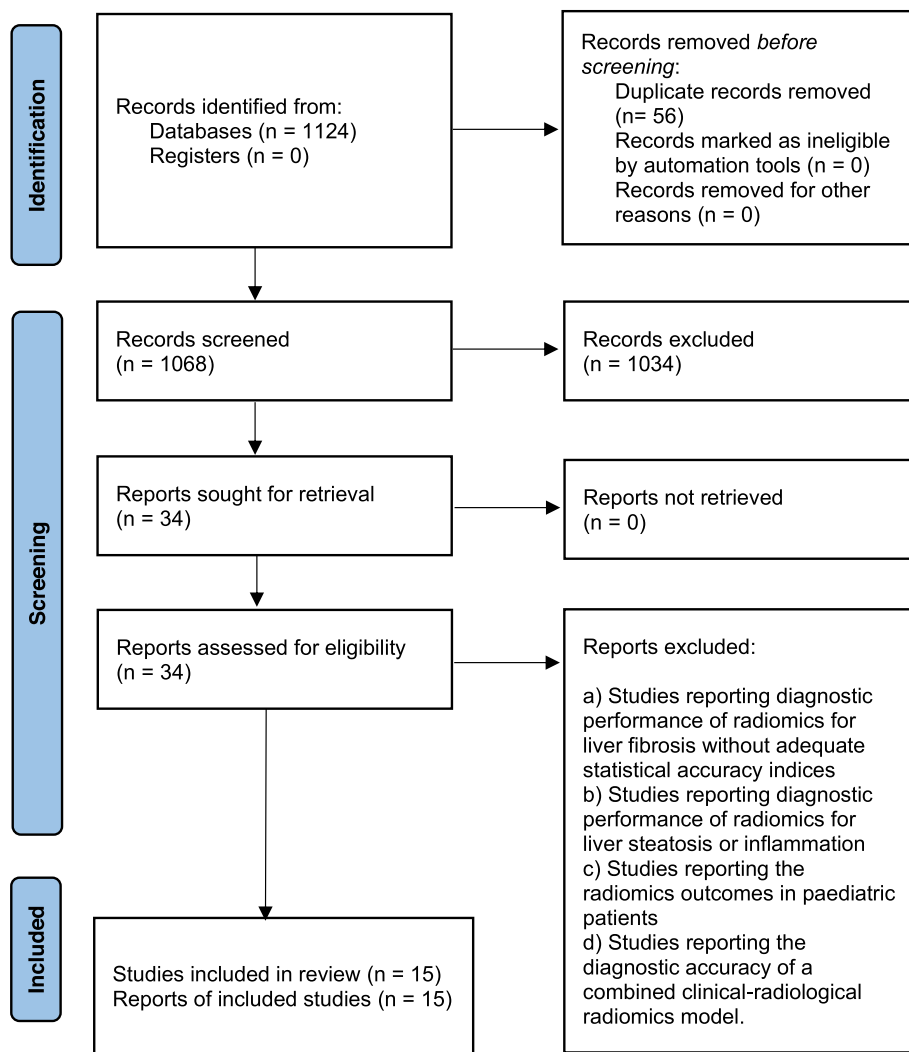 Identification
Records identified from:
Databases (n = 1124)
Registers (n = 0)
Records removed before
screening:
Duplicate records removed
(n= 56)
Records marked as ineligible
by automation tools (n = 0)
Records removed for other
reasons (n = 0)
Screening
Records screened
(n = 1068)
Records excluded
(n = 1034)
Reports sought for retrieval
(n = 34)
Reports not retrieved
(n = 0)
Reports assessed for eligibility
(n = 34)
Reports excluded:
a) Studies reporting diagnostic
performance of radiomics for
liver fibrosis without adequate
statistical accuracy indices
b) Studies reporting diagnostic
performance of radiomics for
liver steatosis or inflammation
c) Studies reporting the
radiomics outcomes in paediatric
patients
d) Studies reporting the
diagnostic accuracy of a
combined clinical-radiological
radiomics model.
Included
Studies included in review (n = 15)
Reports of included studies (n = 15)